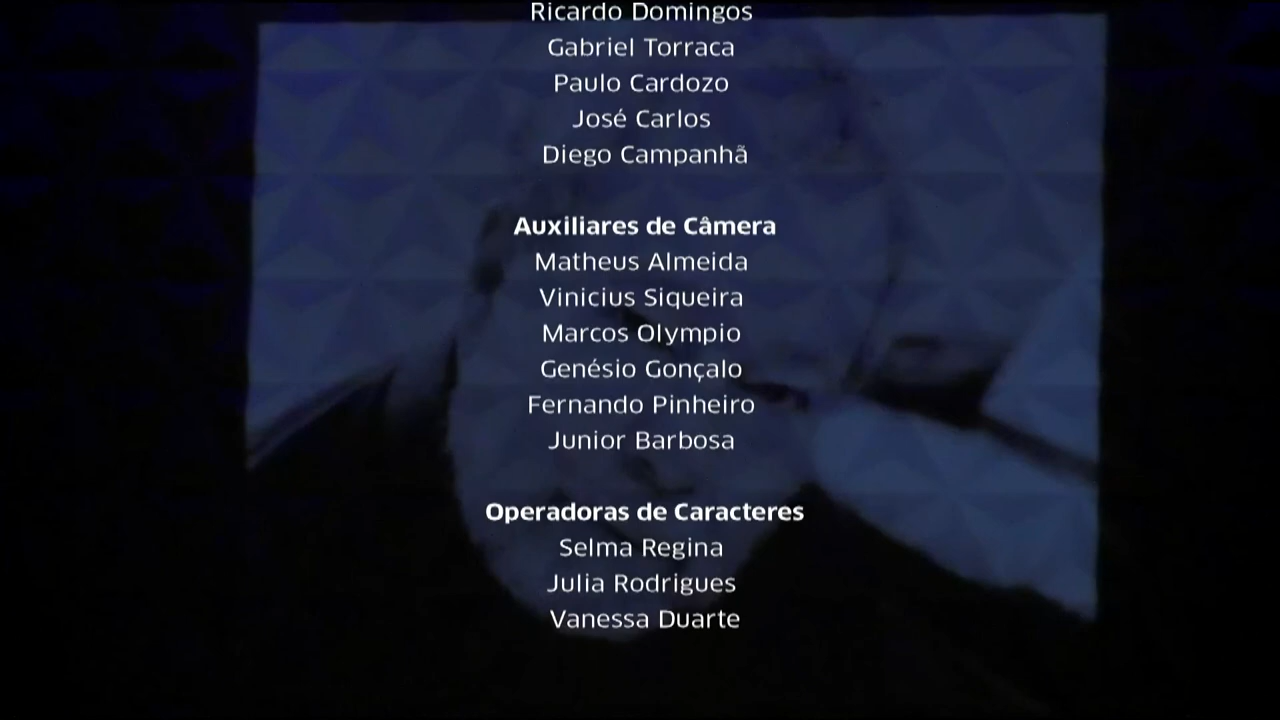 Ricardo Domingos
Gabriel Torraca
Paulo Cardozo
José Carlos
Diego Campanhã
Auxiliares de Câmera
Matheus Almeida
Vinicius Siqueira
Marcos Olympio
Genésio Gonçalo
Fernando Pinheiro
Junior Barbosa
Operadoras de Caracteres
Selma Regina
Julia Rodrigues
Vanessa Duarte